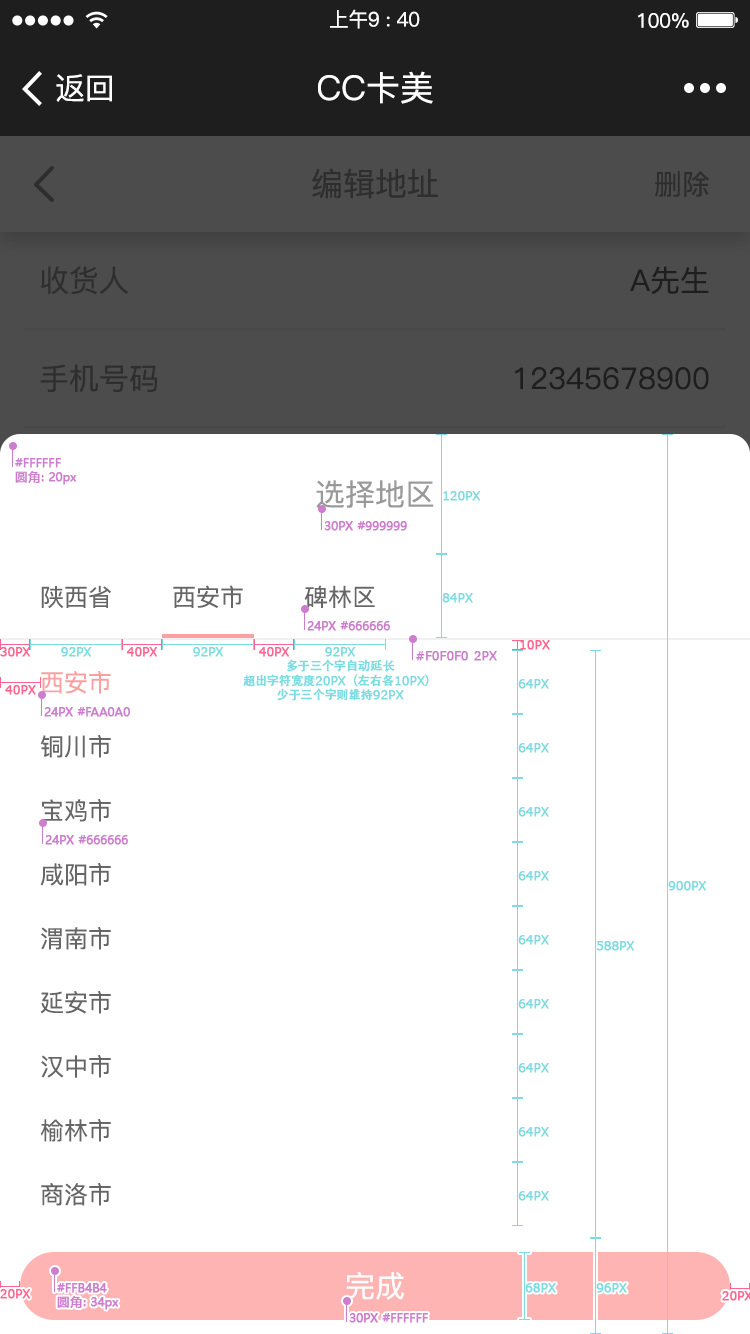 上午9 : 40
100%
返回
CC卡美
编辑地址
删除
收货人
A先生
手机号码
12345678900
#FFFFFF
圆角: 20px
选择地区
120PX
30PX #999999
陕西省
西安市
碑林区
84PX
24PX #666666
30PX
92PX
40PX
92PX
40PX
92PX
#F0F0F0 2PX
10PX
多于三个字自动延长
超出字符宽度20PX（左右各10PX）
少于三个字则维持92PX
40PX
西安市
64PX
24PX #FAA0A0
铜川市
64PX
宝鸡市
64PX
24PX #666666
咸阳市
64PX
900PX
渭南市
64PX
588PX
延安市
64PX
汉中市
64PX
榆林市
64PX
商洛市
64PX
20PX
#FFB4B4
圆角: 34px
完成
68PX
96PX
20PX
30PX #FFFFFF